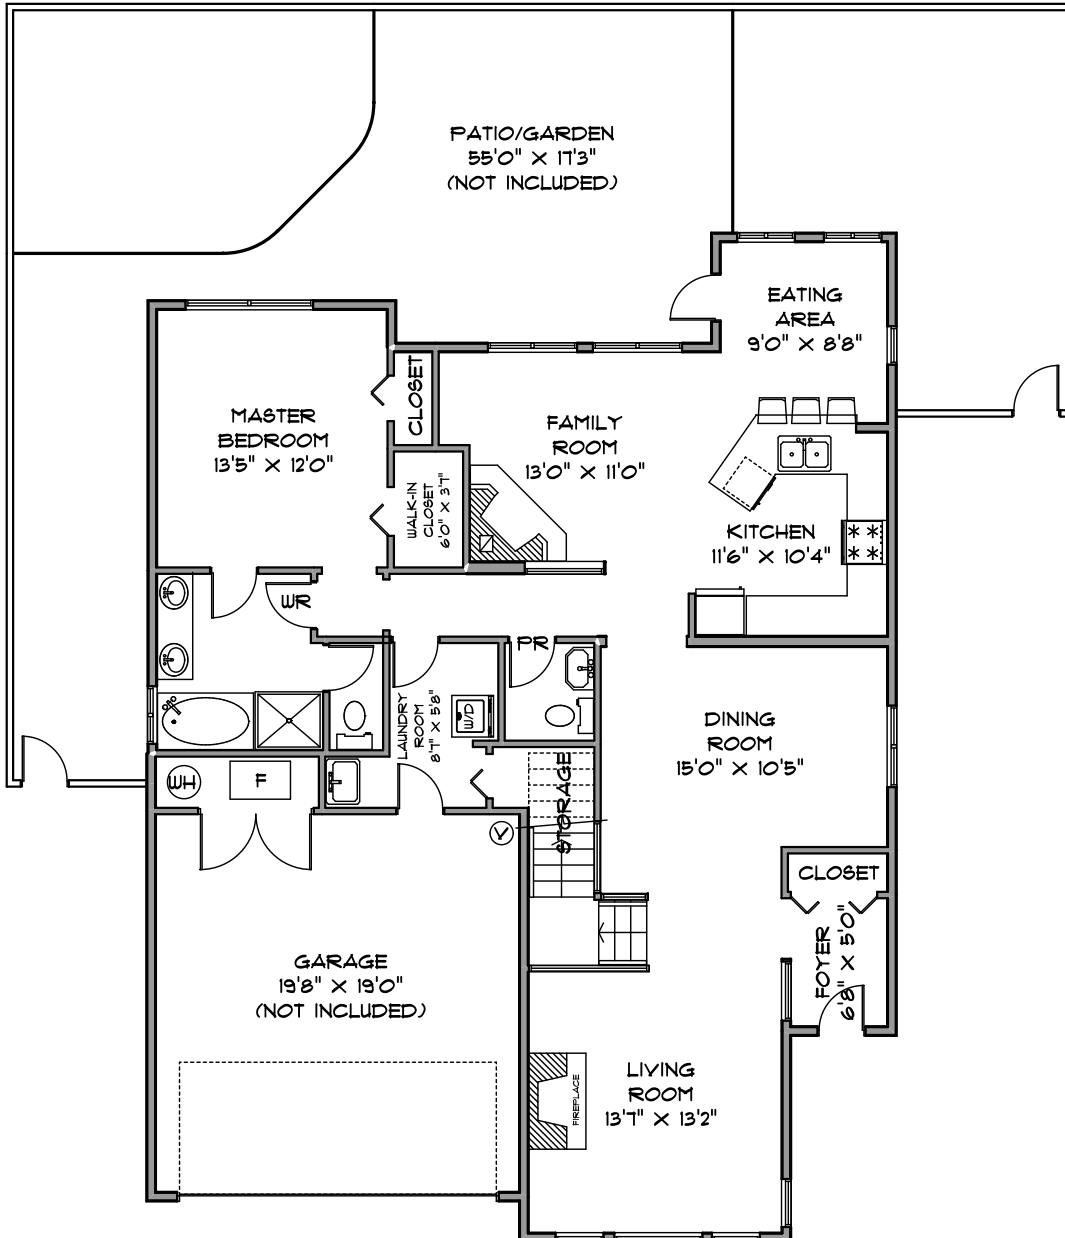 PATIO/GARDEN
55'0" X 17'3"
(NOT INCLUDED)
EATING
AREA
9'0" X 8'8"
CLOSET
MASTER
BEDROOM
13'5" X 12'0"
FAMILY
ROOM
13'0" X 11'0"
WALK-IN
CLOSET
6'0" X 3'7"
KITCHEN
11'6" X 10'4"
WR
PR
LAUNDRY
ROOM
8'7" X 5'8"
W/D
DINING
ROOM
15'0" X 10'5"
WH
F
STORAGE
V
CLOSET
FOYER
6'8" X 5'0"
GARAGE
19'8" X 19'0"
(NOT INCLUDED)
LIVING
ROOM
13'7" X 13'2"
FIREPLACE